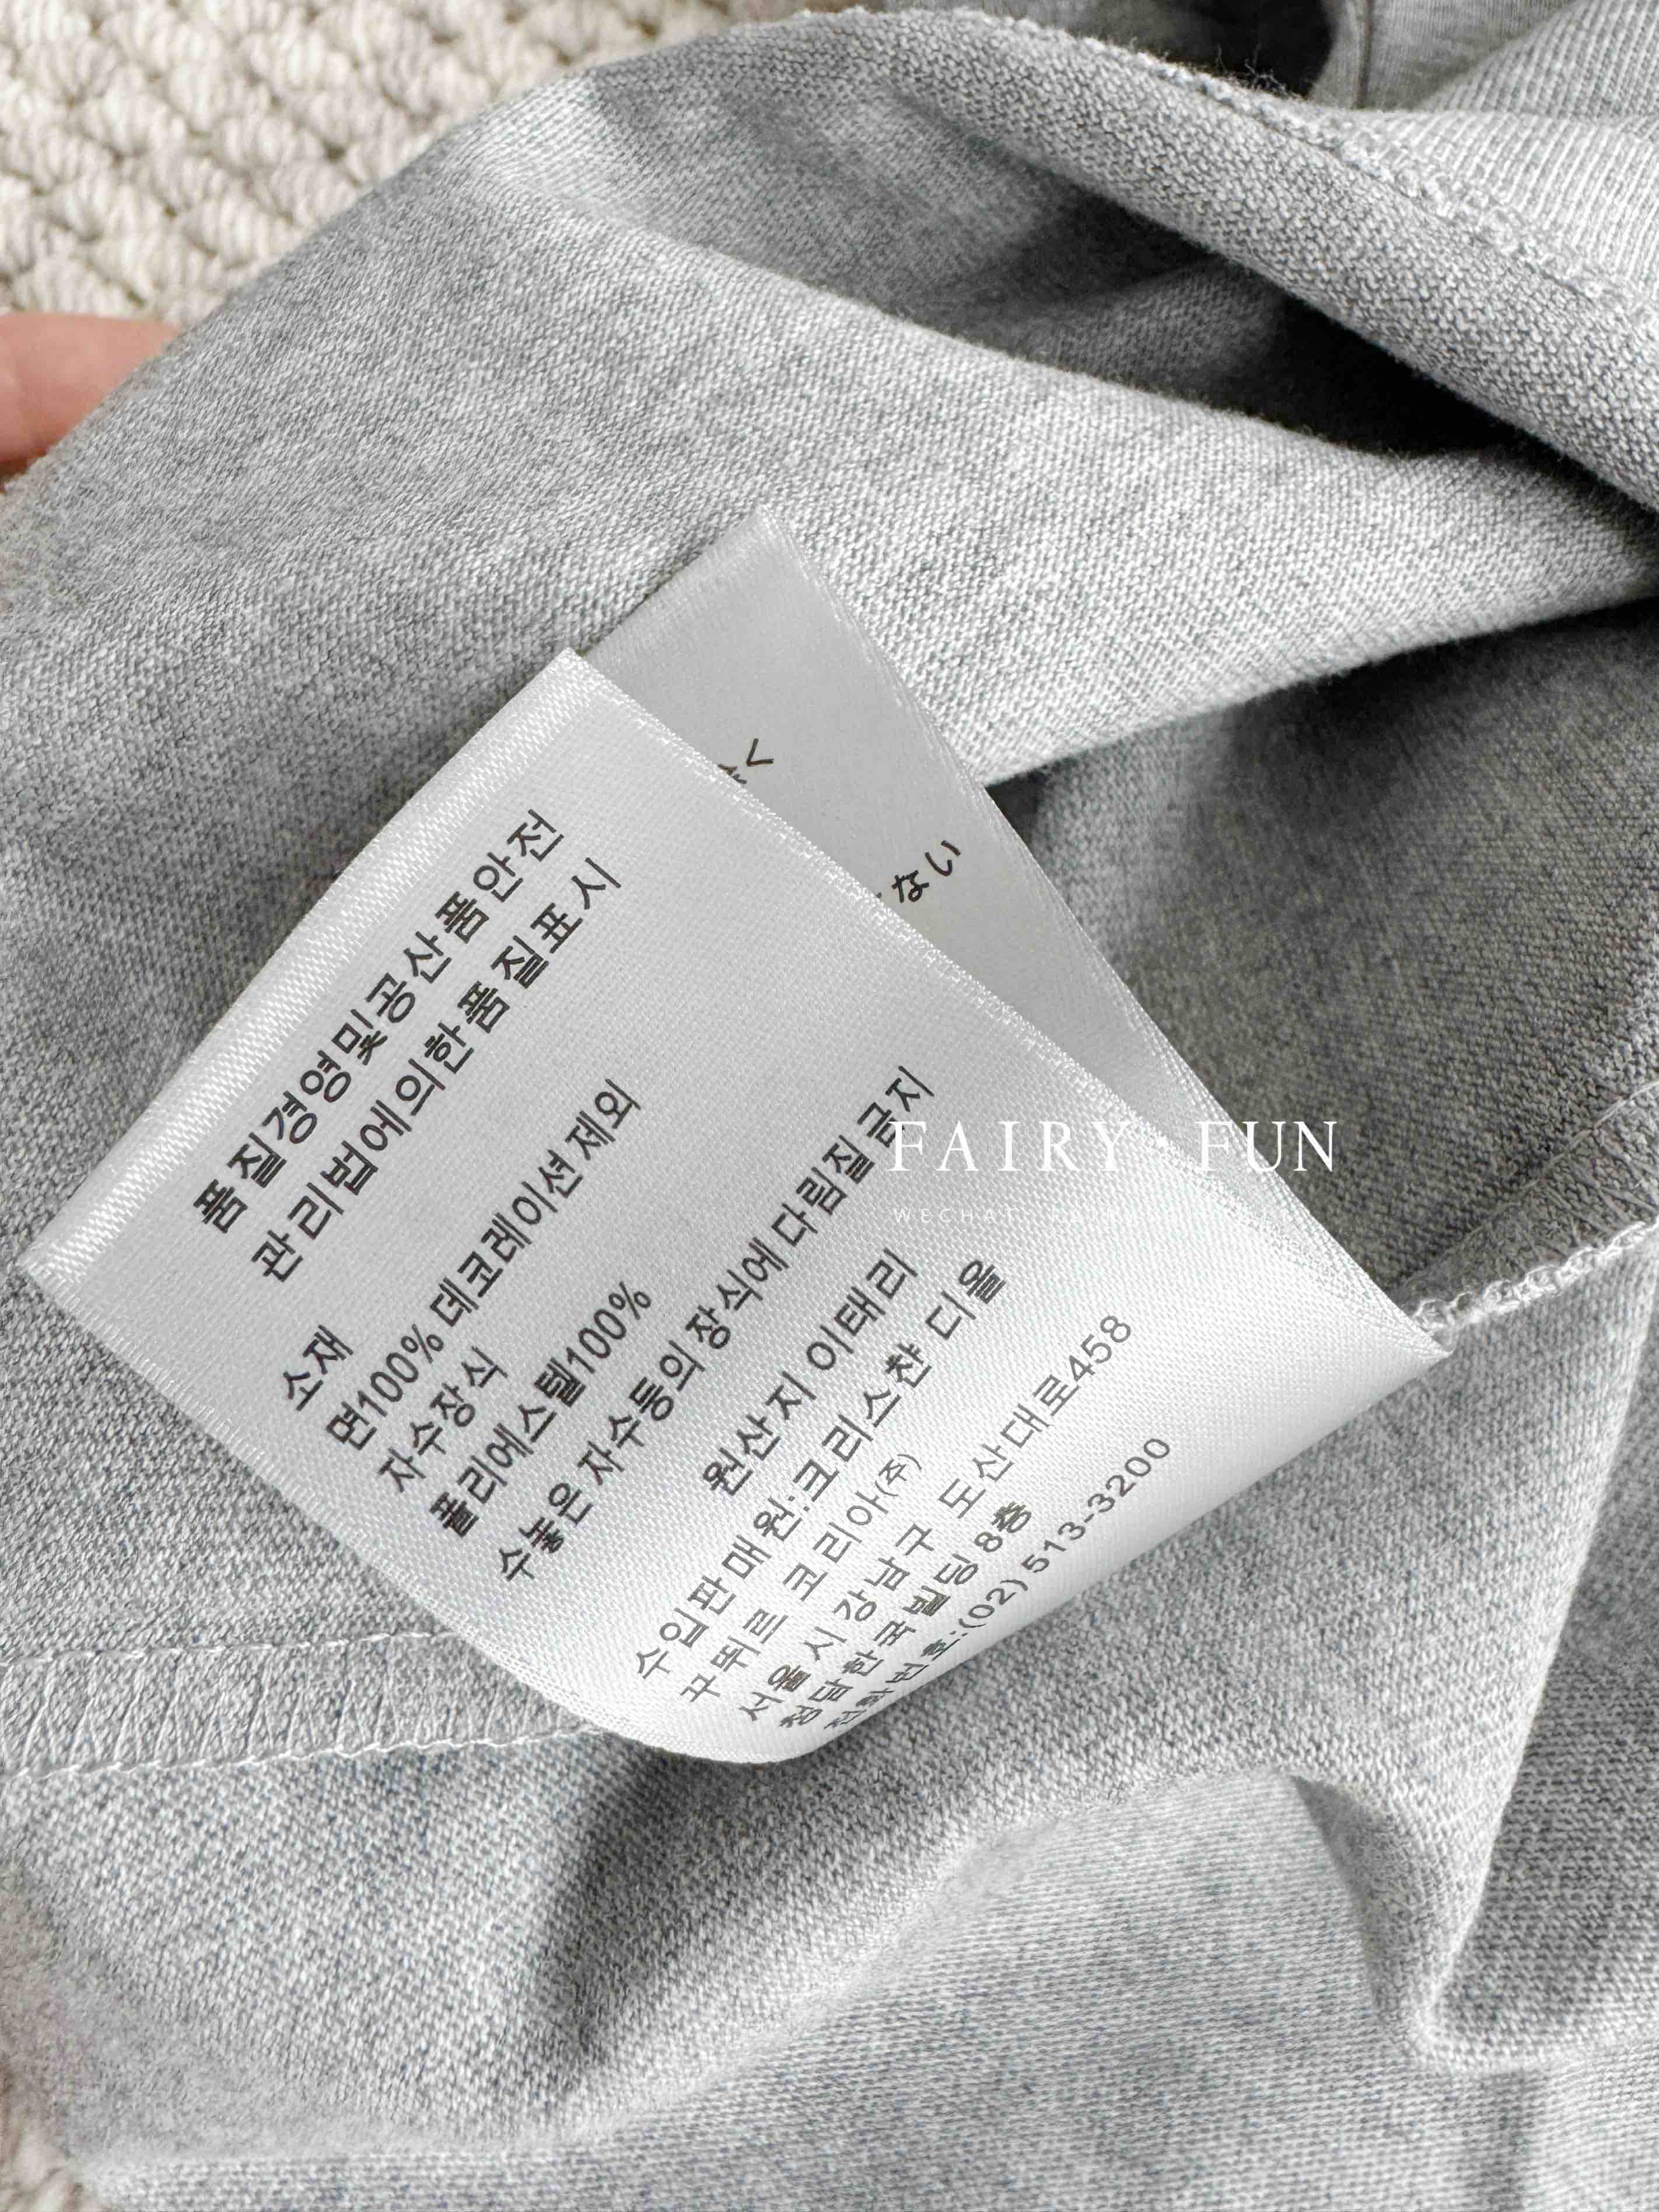 품질경영및공산품안전
관리법에의한품질표시
소재
면100% 데코레이션 제외
자수장식
폴리에스텔100%
수놓은 자수등의 장식에 다림질 금지
원산지 이태리
수입판매원:크리스챤 디올
꾸뛰르 코리아(주)
서울시 강남구 도산대로458
청담한국빌딩 8층
전화번호:(02) 513-3200
く
ない
FAIRY·FUN
WECHAT